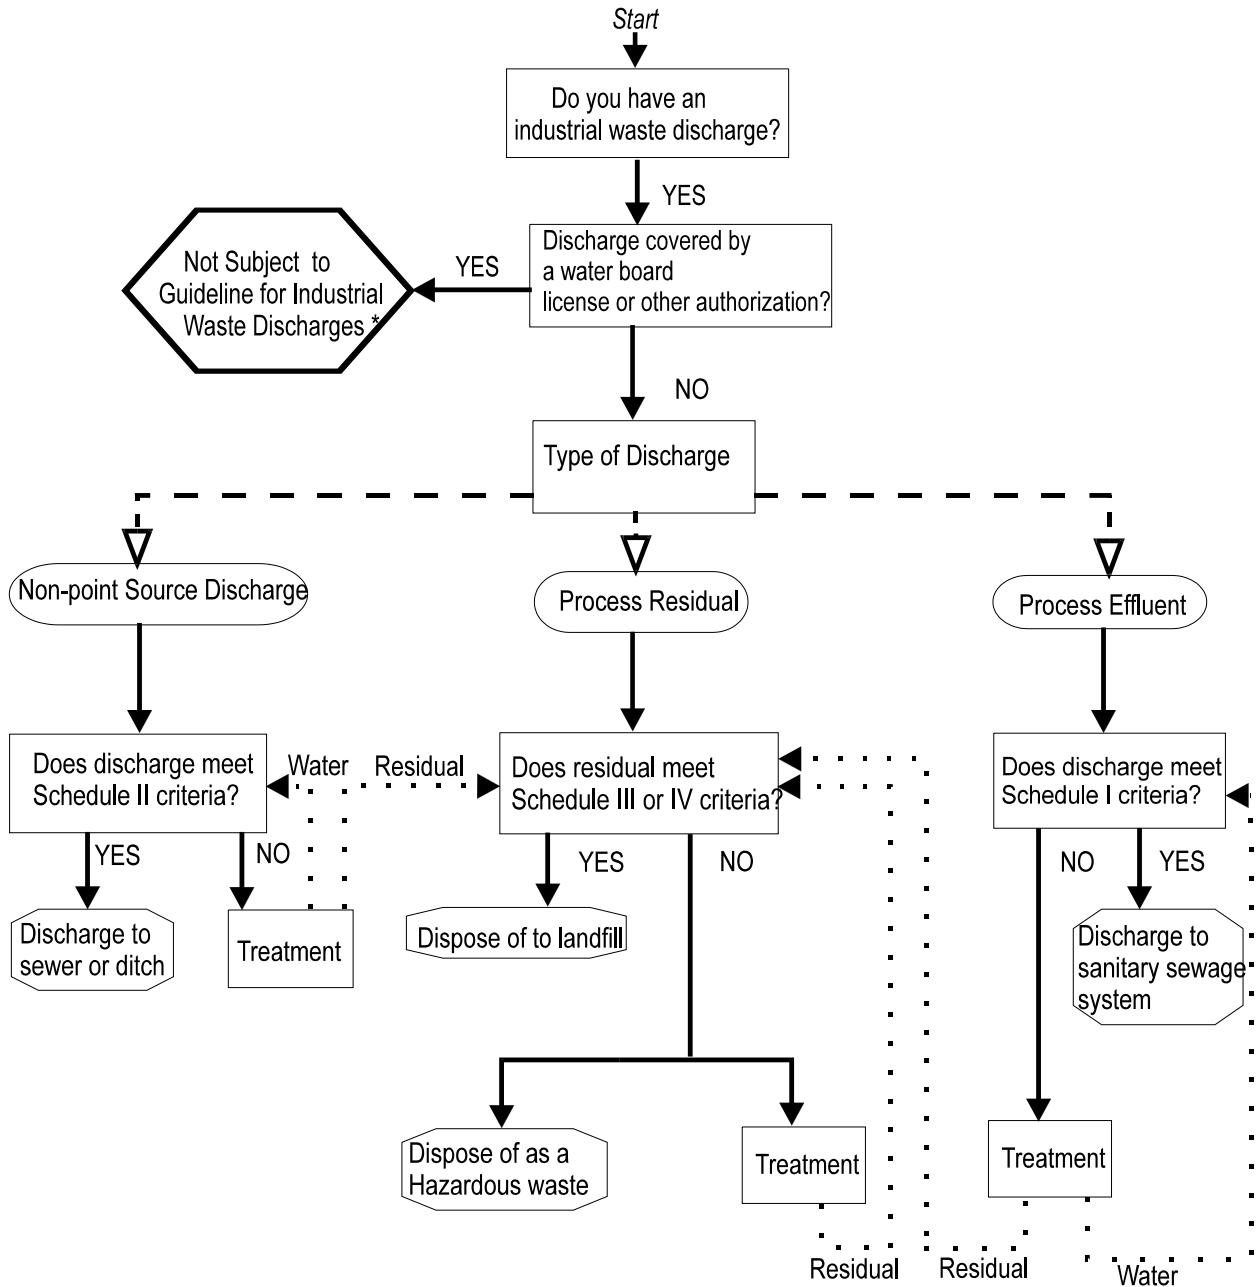 Start
Do you have an
industrial waste discharge?
YES
Discharge covered by
a water board
license or other authorization?
YES
Not Subject to
Guideline for Industrial
Waste Discharges *
NO
Type of Discharge
Non-point Source Discharge
Process Residual
Process Effluent
Does discharge meet
Schedule II criteria?
Water
Residual
Does residual meet
Schedule III or IV criteria?
Does discharge meet
Schedule I criteria?
YES
NO
YES
NO
NO
YES
Discharge to
sewer or ditch
Treatment
Dispose of to landfill
Discharge to
sanitary sewage
system
Dispose of as a
Hazardous waste
Treatment
Treatment
Residual
Residual
Water